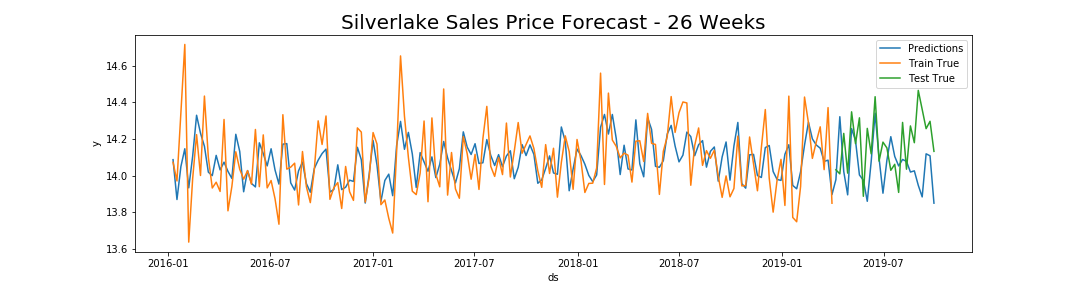 Silverlake Sales Price Forecast - 26 Weeks
Predictions
Train True
Test True
14.6
14.4
14.2
14.0
13.8
13.6
y
2016-01 2016-07 2017-01 2017-07 2018-01 2018-07 2019-01 2019-07
ds